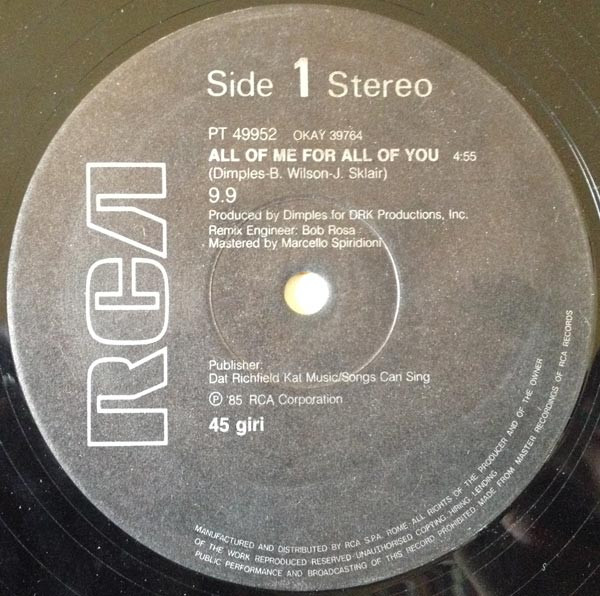 Side 1 Stereo
PT 49952 OKAY 39764
ALL OF ME FOR ALL OF YOU 4:55
(Dimples-B. Wilson-J. Sklair)
9.9
Produced by Dimples for DRK Productions, Inc.
Remix Engineer: Bob Rosa
Mastered by Marcello Spiridioni
RCA
Publisher:
Dat Richfield Kat Music/Songs Can Sing
Ⓟ '85 RCA Corporation
45 giri
MANUFACTURED AND DISTRIBUTED BY RCA S.P.A. ROME. ALL RIGHTS OF THE PRODUCER AND OF THE OWNER
OF THE WORK REPRODUCED RESERVED. UNAUTHORISED COPYING, HIRING, LENDING
PUBLIC PERFORMANCE AND BROADCASTING OF THIS RECORD PROHIBITED. MADE FROM MASTER RECORDINGS OF RCA RECORDS